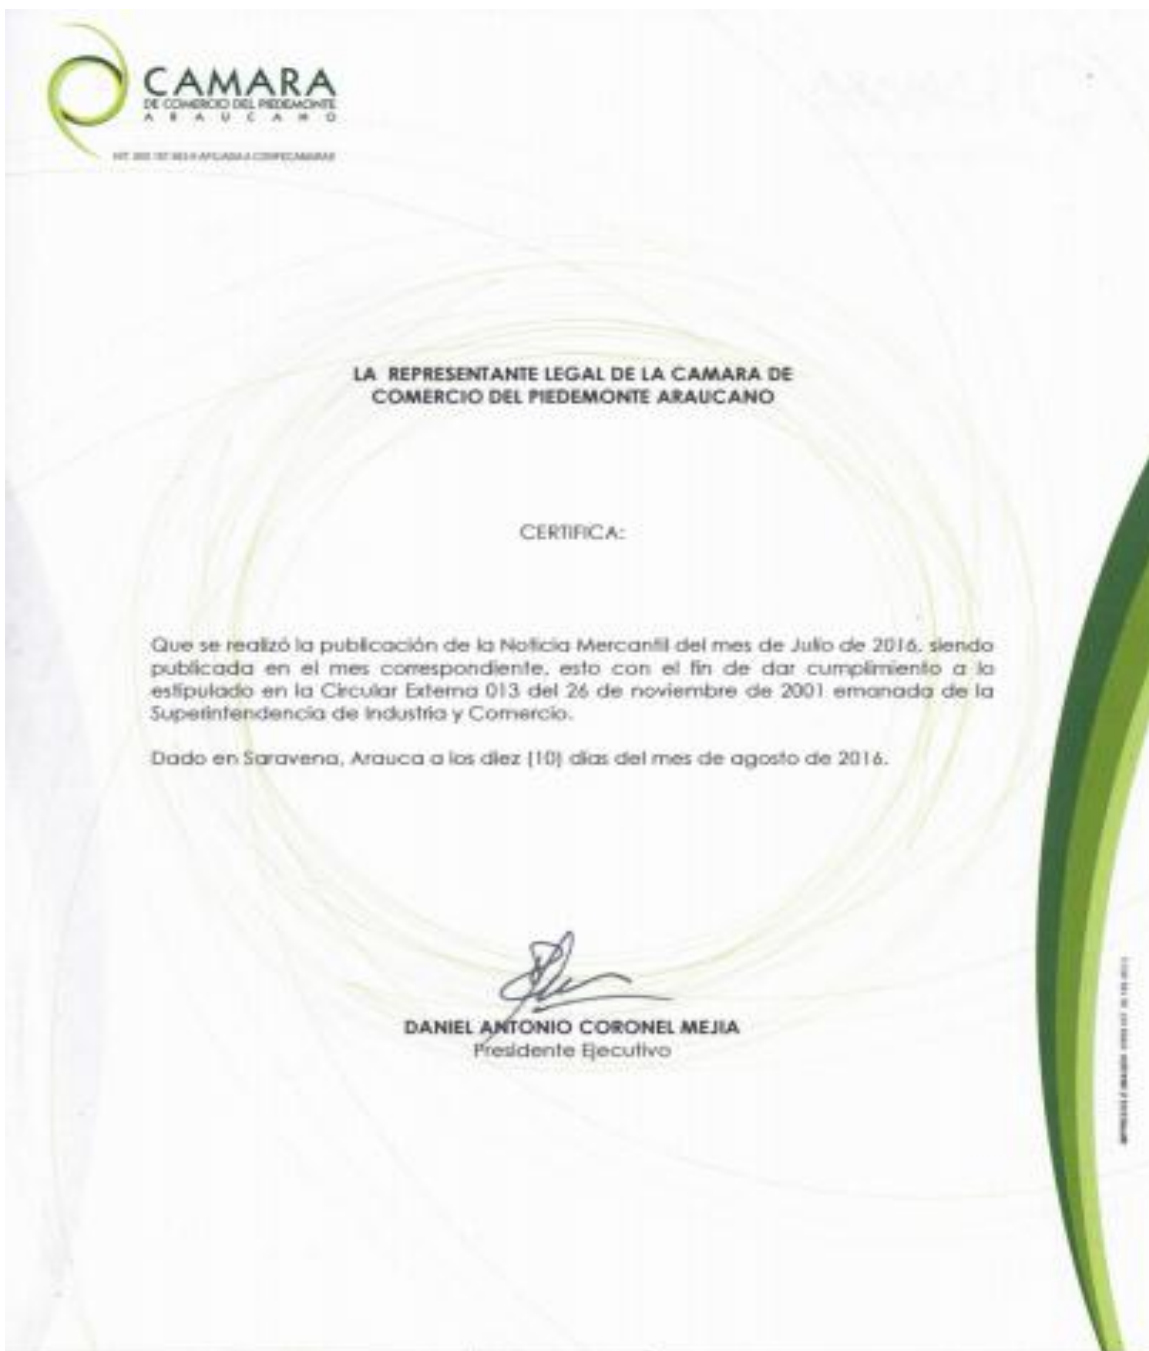 CAMARA
DE COMERCIO DEL PIEDEMONTE
ARAUCANO
AFILIADA A CONFECAMARAS
LA REPRESENTANTE LEGAL DE LA CAMARA DE
COMERCIO DEL PIEDEMONTE ARAUCANO
CERTIFICA:
Que se realizó la publicación de la Noticia Mercantil del mes de Julio de 2016, siendo
publicada en el mes correspondiente, esto con el fin de dar cumplimiento a lo
estipulado en la Circular Externa 013 del 26 de noviembre de 2001 emanada de la
Superintendencia de Industria y Comercio.
Dado en Saravena, Arauca a los diez (10) días del mes de agosto de 2016.
DANIEL ANTONIO CORONEL MEJIA
Presidente Ejecutivo